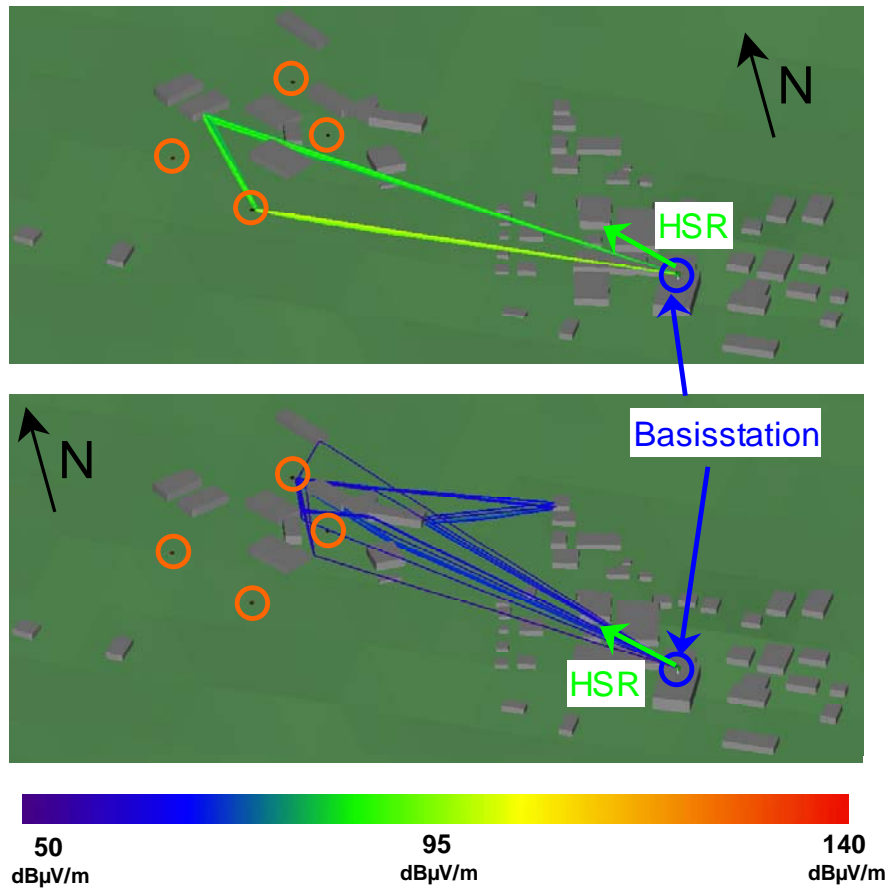 N
HSR
Basisstation
N
HSR
50
dBµV/m
95
dBµV/m
140
dBµV/m